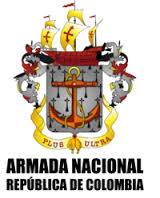 PLUS ULTRA
ARMADA NACIONAL
REPÚBLICA DE COLOMBIA